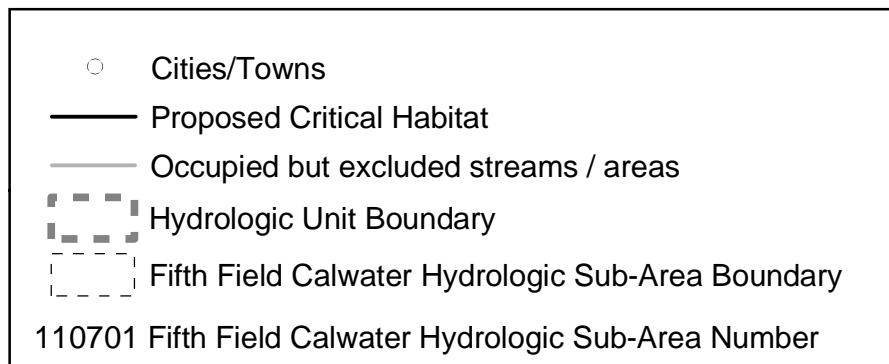 Cities/Towns
Proposed Critical Habitat
Occupied but excluded streams / areas
Hydrologic Unit Boundary
Fifth Field Calwater Hydrologic Sub-Area Boundary
110701 Fifth Field Calwater Hydrologic Sub-Area Number